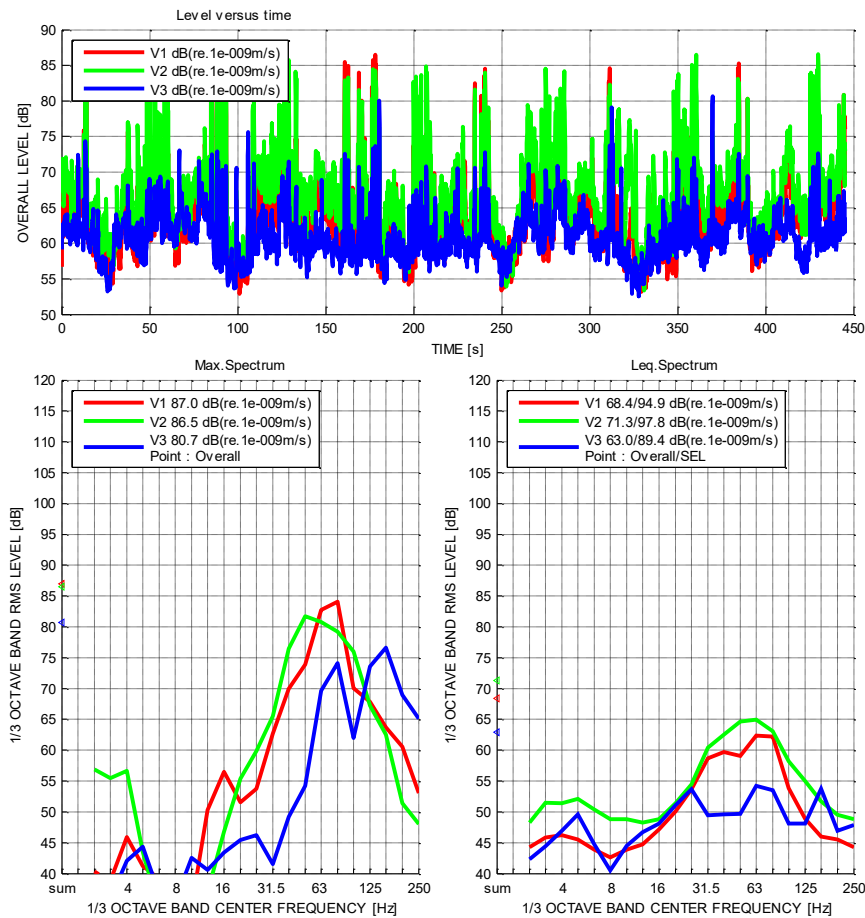 Level versus time
OVERALL LEVEL [dB]
90
85
80
75
70
65
60
55
50
V1 dB(re.1e-009m/s)
V2 dB(re.1e-009m/s)
V3 dB(re.1e-009m/s)
0 50 100 150 200 250 300 350 400 450
TIME [s]
Max.Spectrum
1/3 OCTAVE BAND RMS LEVEL [dB]
120
115
110
105
100
95
90
85
80
75
70
65
60
55
50
45
40
V1 87.0 dB(re.1e-009m/s)
V2 86.5 dB(re.1e-009m/s)
V3 80.7 dB(re.1e-009m/s)
Point : Overall
sum 4 8 16 31.5 63 125 250
1/3 OCTAVE BAND CENTER FREQUENCY [Hz]
Leq.Spectrum
1/3 OCTAVE BAND RMS LEVEL [dB]
120
115
110
105
100
95
90
85
80
75
70
65
60
55
50
45
40
V1 68.4/94.9 dB(re.1e-009m/s)
V2 71.3/97.8 dB(re.1e-009m/s)
V3 63.0/89.4 dB(re.1e-009m/s)
Point : Overall/SEL
sum 4 8 16 31.5 63 125 250
1/3 OCTAVE BAND CENTER FREQUENCY [Hz]